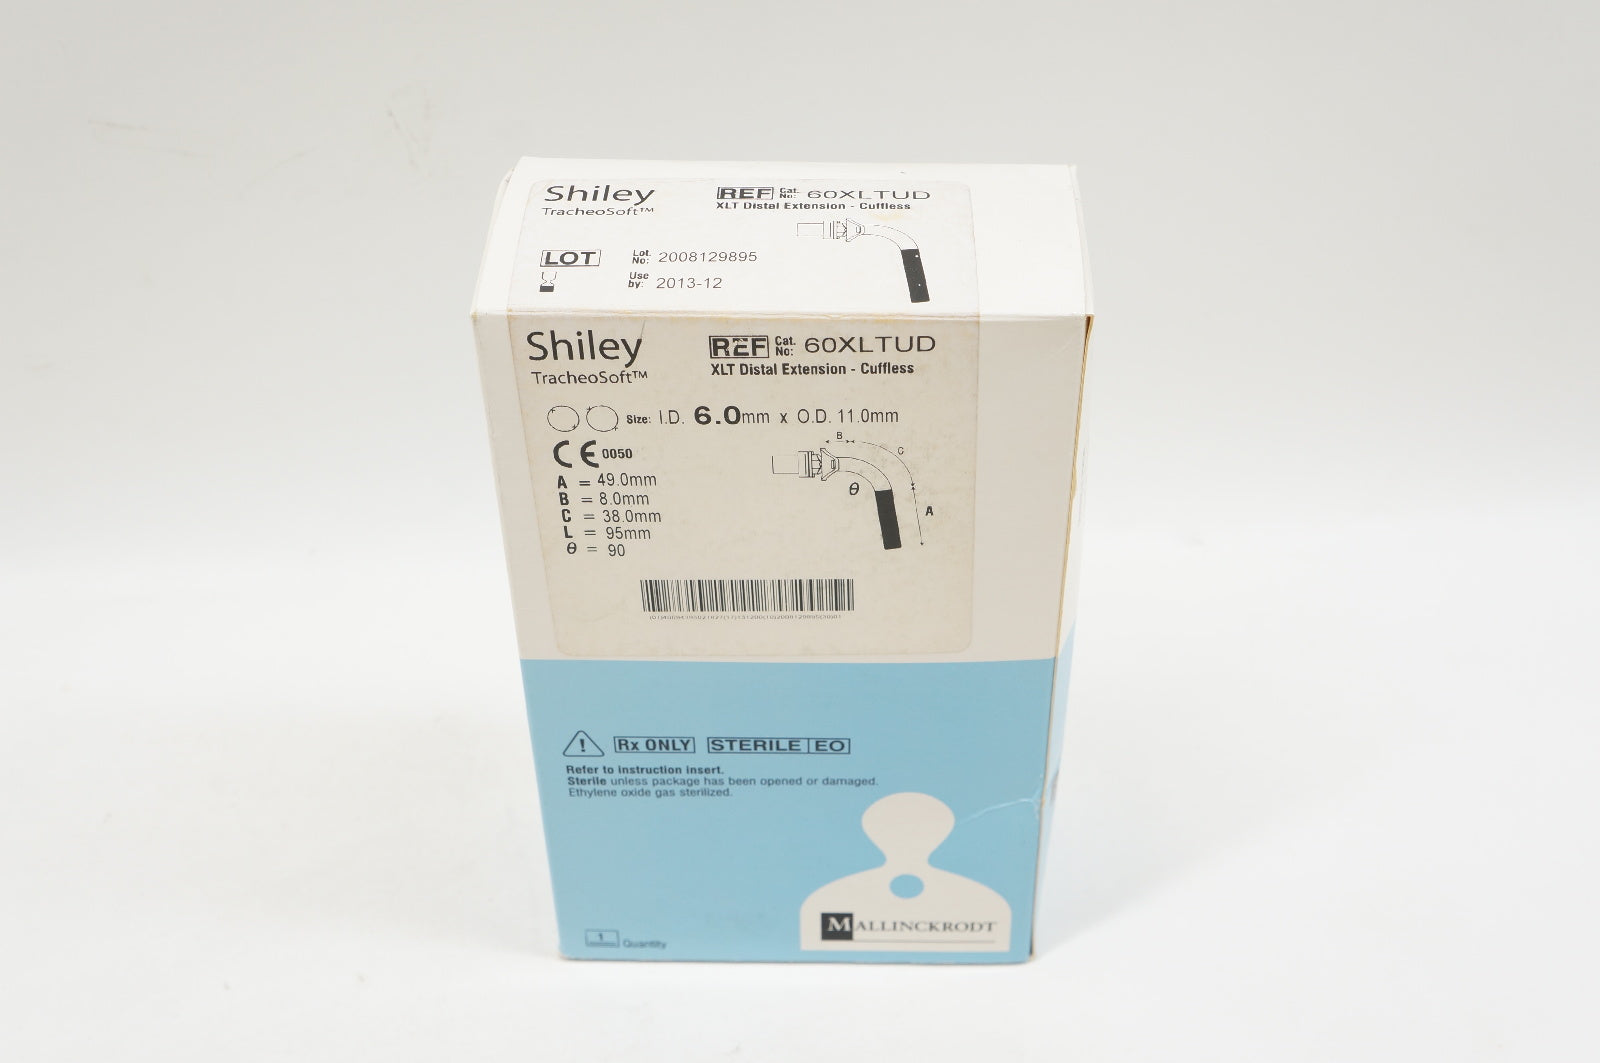 Shiley
TracheoSoft™
REF Cat. No: 60XLTUD
XLT Distal Extension - Cuffless
LOT Lot. No: 2008129895
Use by: 2013-12
Shiley
TracheoSoft™
REF Cat. No: 60XLTUD
XLT Distal Extension - Cuffless
Size: I.D. 6.0mm x O.D. 11.0mm
CE 0050
A = 49.0mm
B = 8.0mm
C = 38.0mm
L = 95mm
θ = 90
B
C
θ
A
! Rx ONLY STERILE EO
Refer to instruction insert.
Sterile unless package has been opened or damaged.
Ethylene oxide gas sterilized.
MALLINCKRODT
1 Quantity